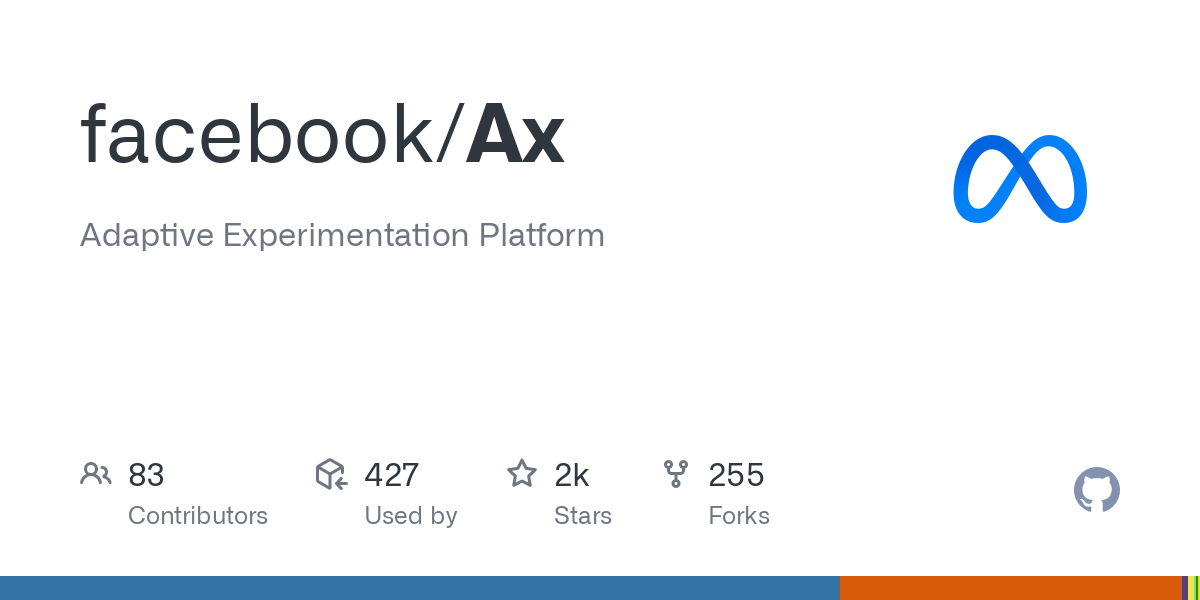 facebook/Ax
Adaptive Experimentation Platform
83 427 2k 255
Contributors Used by Stars Forks